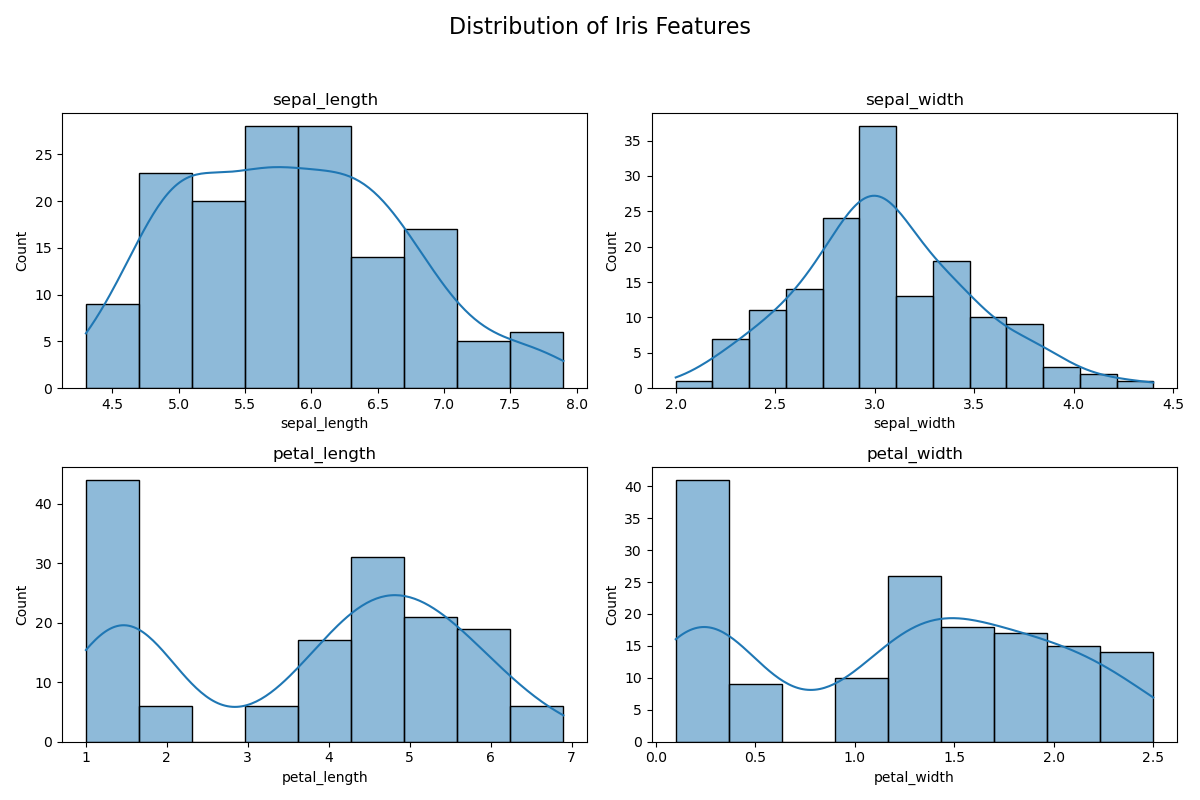 Distribution of Iris Features
sepal_length
sepal_width
Count
25
20
15
10
5
0
4.5 5.0 5.5 6.0 6.5 7.0 7.5 8.0
sepal_length
Count
35
30
25
20
15
10
5
0
2.0 2.5 3.0 3.5 4.0 4.5
sepal_width
petal_length
petal_width
Count
40
30
20
10
0
1 2 3 4 5 6 7
petal_length
Count
40
35
30
25
20
15
10
5
0
0.0 0.5 1.0 1.5 2.0 2.5
petal_width